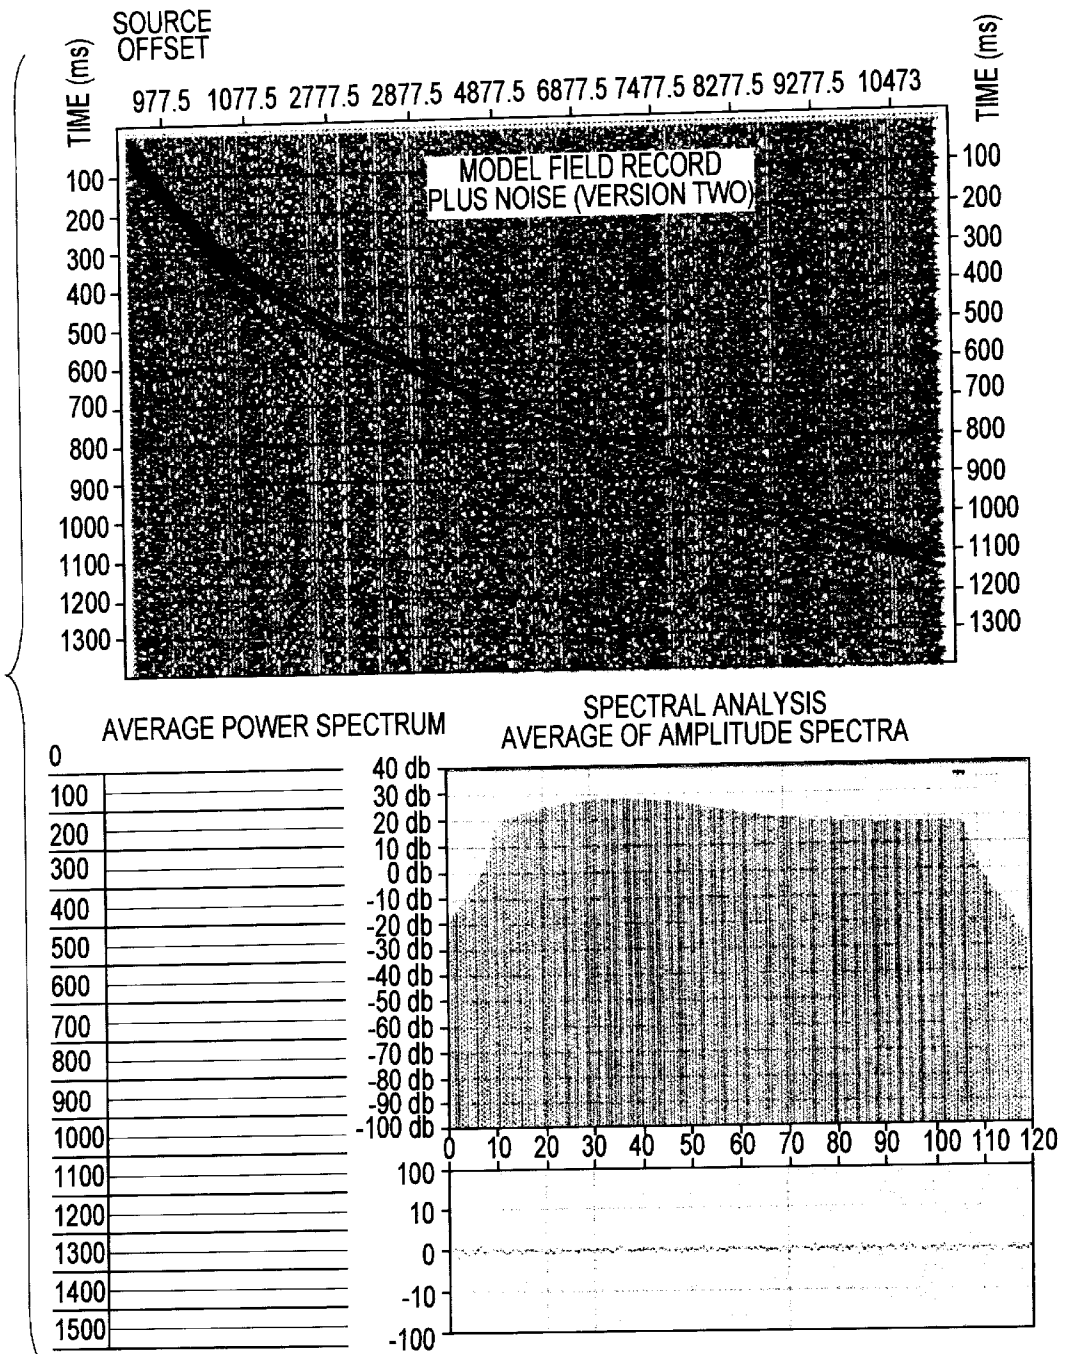 SOURCE
OFFSET
TIME (ms)
TIME (ms)
977.5 1077.5 2777.5 2877.5 4877.5 6877.5 7477.5 8277.5 9277.5 10473
MODEL FIELD RECORD
PLUS NOISE (VERSION TWO)
100
200
300
400
500
600
700
800
900
1000
1100
1200
1300
100
200
300
400
500
600
700
800
900
1000
1100
1200
1300
AVERAGE POWER SPECTRUM
0
100
200
300
400
500
600
700
800
900
1000
1100
1200
1300
1400
1500
SPECTRAL ANALYSIS
AVERAGE OF AMPLITUDE SPECTRA
40 db
30 db
20 db
10 db
0 db
-10 db
-20 db
-30 db
-40 db
-50 db
-60 db
-70 db
-80 db
-90 db
-100 db
0 10 20 30 40 50 60 70 80 90 100 110 120
100
10
0
-10
-100